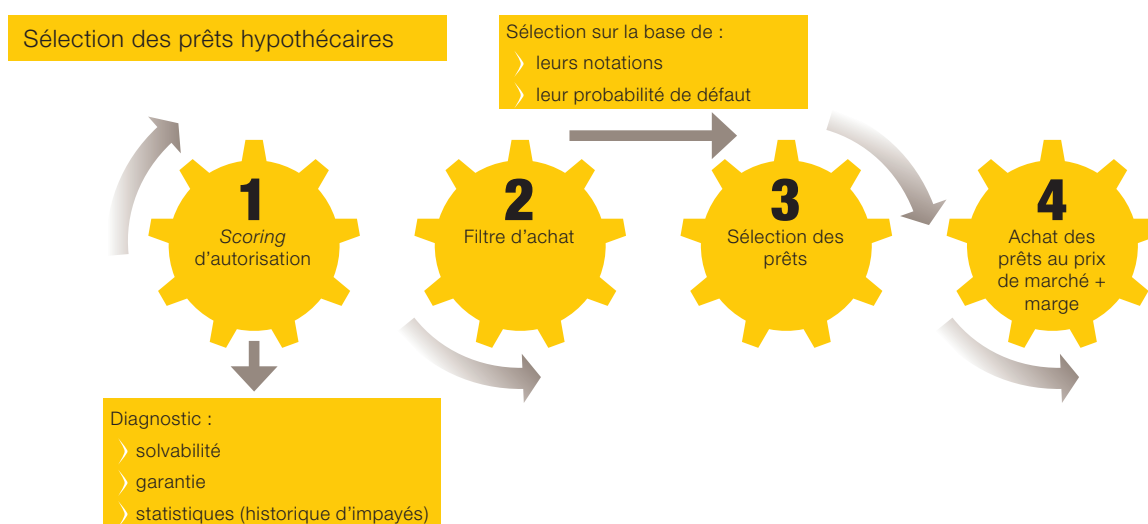 Sélection des prêts hypothécaires
Sélection sur la base de :
leurs notations
leur probabilité de défaut
1
Scoring
d'autorisation
2
Filtre d'achat
3
Sélection des
prêts
4
Achat des
prêts au prix
de marché +
marge
Diagnostic :
solvabilité
garantie
statistiques (historique d'impayés)